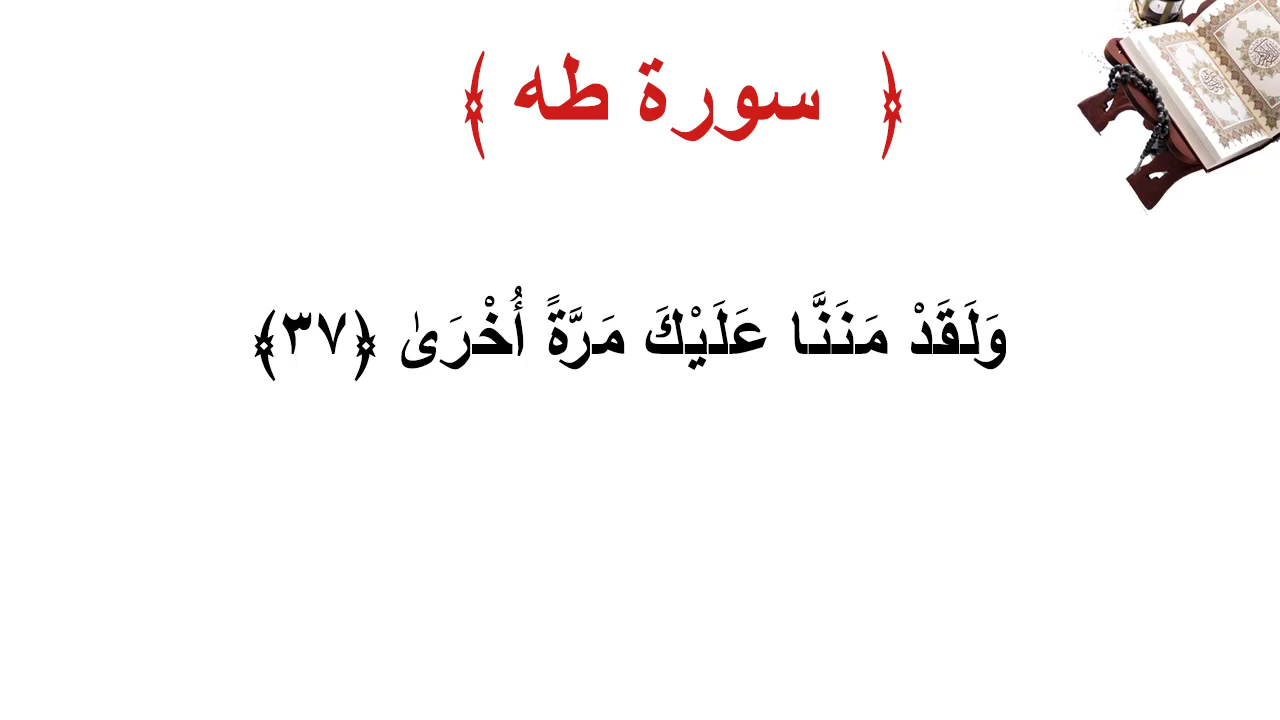 ﴿ سورة طه ﴾
وَلَقَدْ مَنَنَّا عَلَيْكَ مَرَّةً أُخْرَىٰ ﴿٣٧﴾